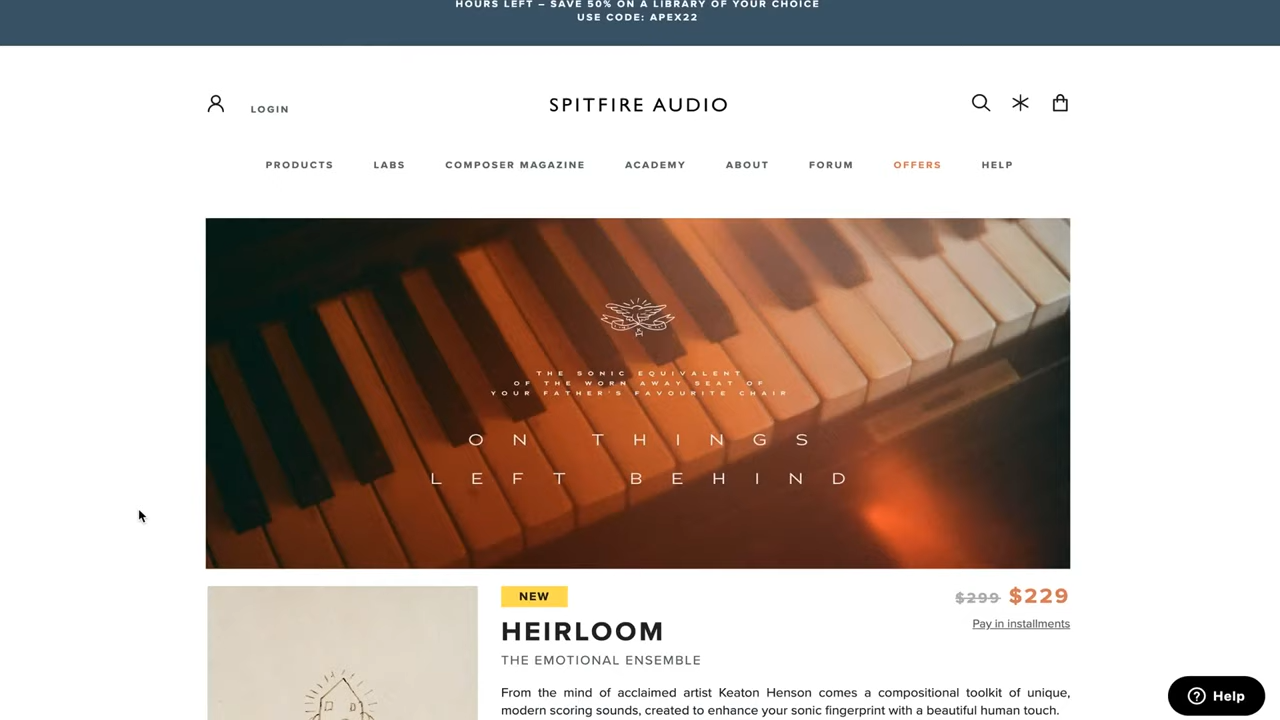 HOURS LEFT – SAVE 50% ON A LIBRARY OF YOUR CHOICE
USE CODE: APEX22
LOGIN
SPITFIRE AUDIO
PRODUCTS LABS COMPOSER MAGAZINE ACADEMY ABOUT FORUM OFFERS HELP
THE SONIC EQUIVALENT
OF THE WORN AWAY SEAT OF
YOUR FATHER'S FAVOURITE CHAIR
ON THINGS
LEFT BEHIND
NEW
$299 $229
HEIRLOOM
Pay in installments
THE EMOTIONAL ENSEMBLE
From the mind of acclaimed artist Keaton Henson comes a compositional toolkit of unique,
modern scoring sounds, created to enhance your sonic fingerprint with a beautiful human touch.
Help